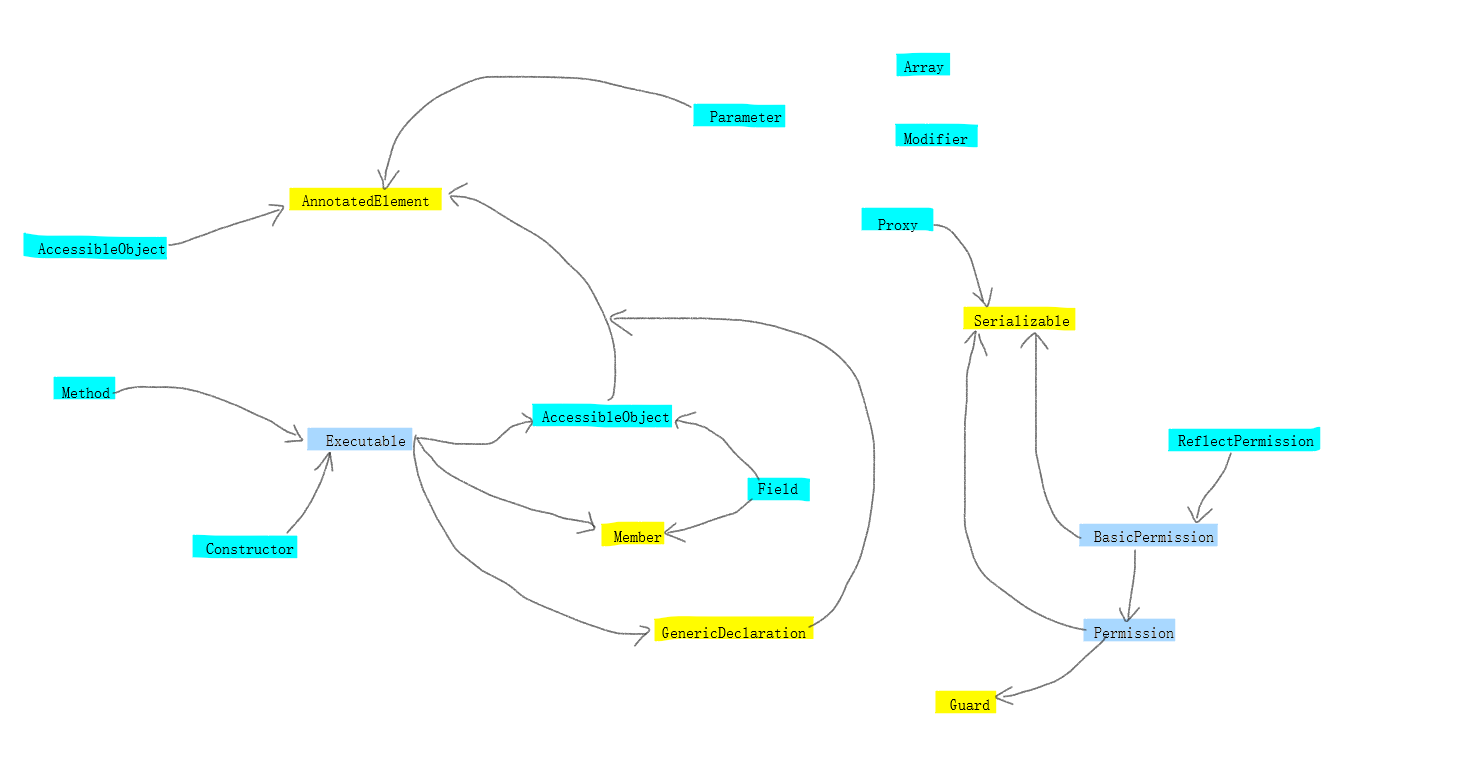 Array
Parameter
Modifier
AnnotatedElement
Proxy
AccessibleObject
Serializable
Method
AccessibleObject
Executable
ReflectPermission
Field
Member
BasicPermission
Constructor
GenericDeclaration
Permission
Guard